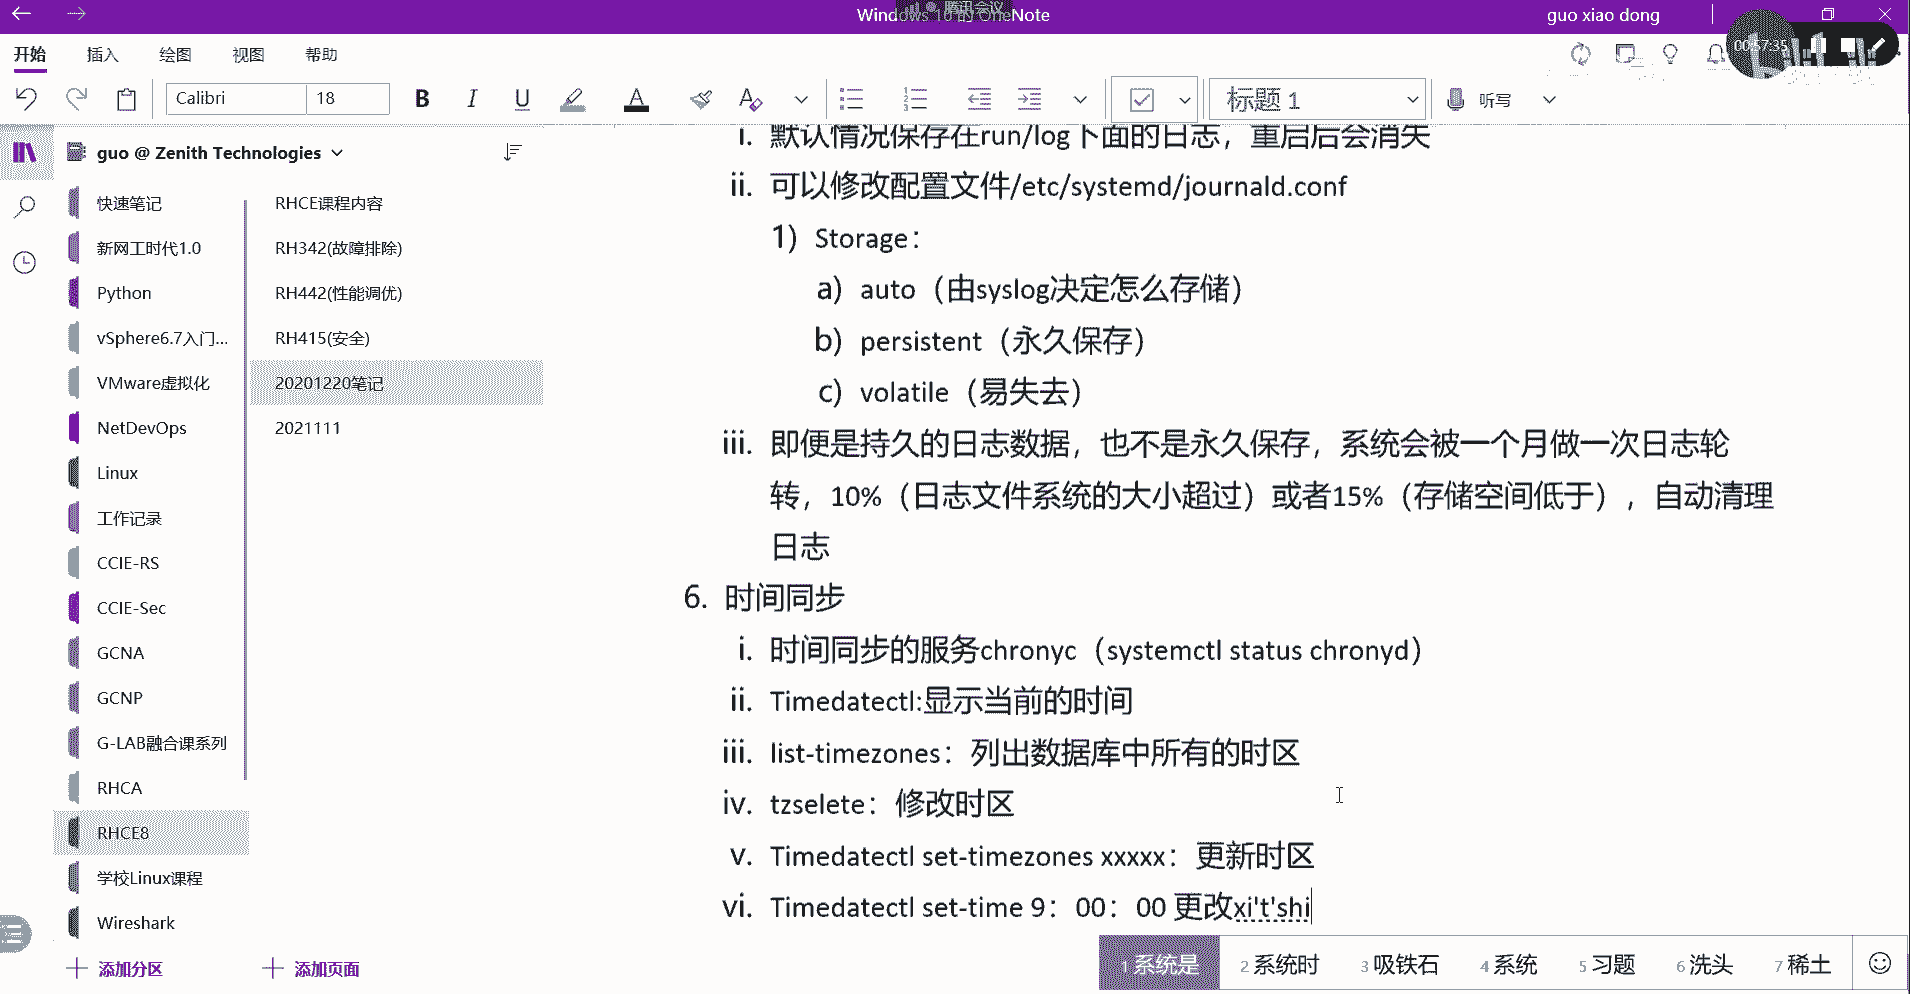 Windows 10 的 OneNote
腾讯会议
guo xiao dong
开始 插入 绘图 视图 帮助
00:57:35
Calibri 18 B I U A 标题 1 听写
guo @ Zenith Technologies
快速笔记
新网工时代1.0
Python
vSphere6.7入门...
VMware虚拟化
NetDevOps
Linux
工作记录
CCIE-RS
CCIE-Sec
GCNA
GCNP
G-LAB融合课系列
RHCA
RHCE8
学校Linux课程
Wireshark
添加分区
RHCE课程内容
RH342(故障排除)
RH442(性能调优)
RH415(安全)
20201220笔记
2021111
添加页面
i. 默认情况保存在run/log下面的日志，重启后会消失
ii. 可以修改配置文件/etc/systemd/journald.conf
1) Storage：
a) auto（由syslog决定怎么存储）
b) persistent（永久保存）
c) volatile（易失去）
iii. 即便是持久的日志数据，也不是永久保存，系统会被一个月做一次日志轮
转，10%（日志文件系统的大小超过）或者15%（存储空间低于），自动清理
日志
6. 时间同步
i. 时间同步的服务chronyc（systemctl status chronyd）
ii. Timedatectl:显示当前的时间
iii. list-timezones：列出数据库中所有的时区
iv. tzselete：修改时区
v. Timedatectl set-timezones xxxxx：更新时区
vi. Timedatectl set-time 9：00：00 更改xi't'shi
1 系统是 2 系统时 3 吸铁石 4 系统 5 习题 6 洗头 7 稀土